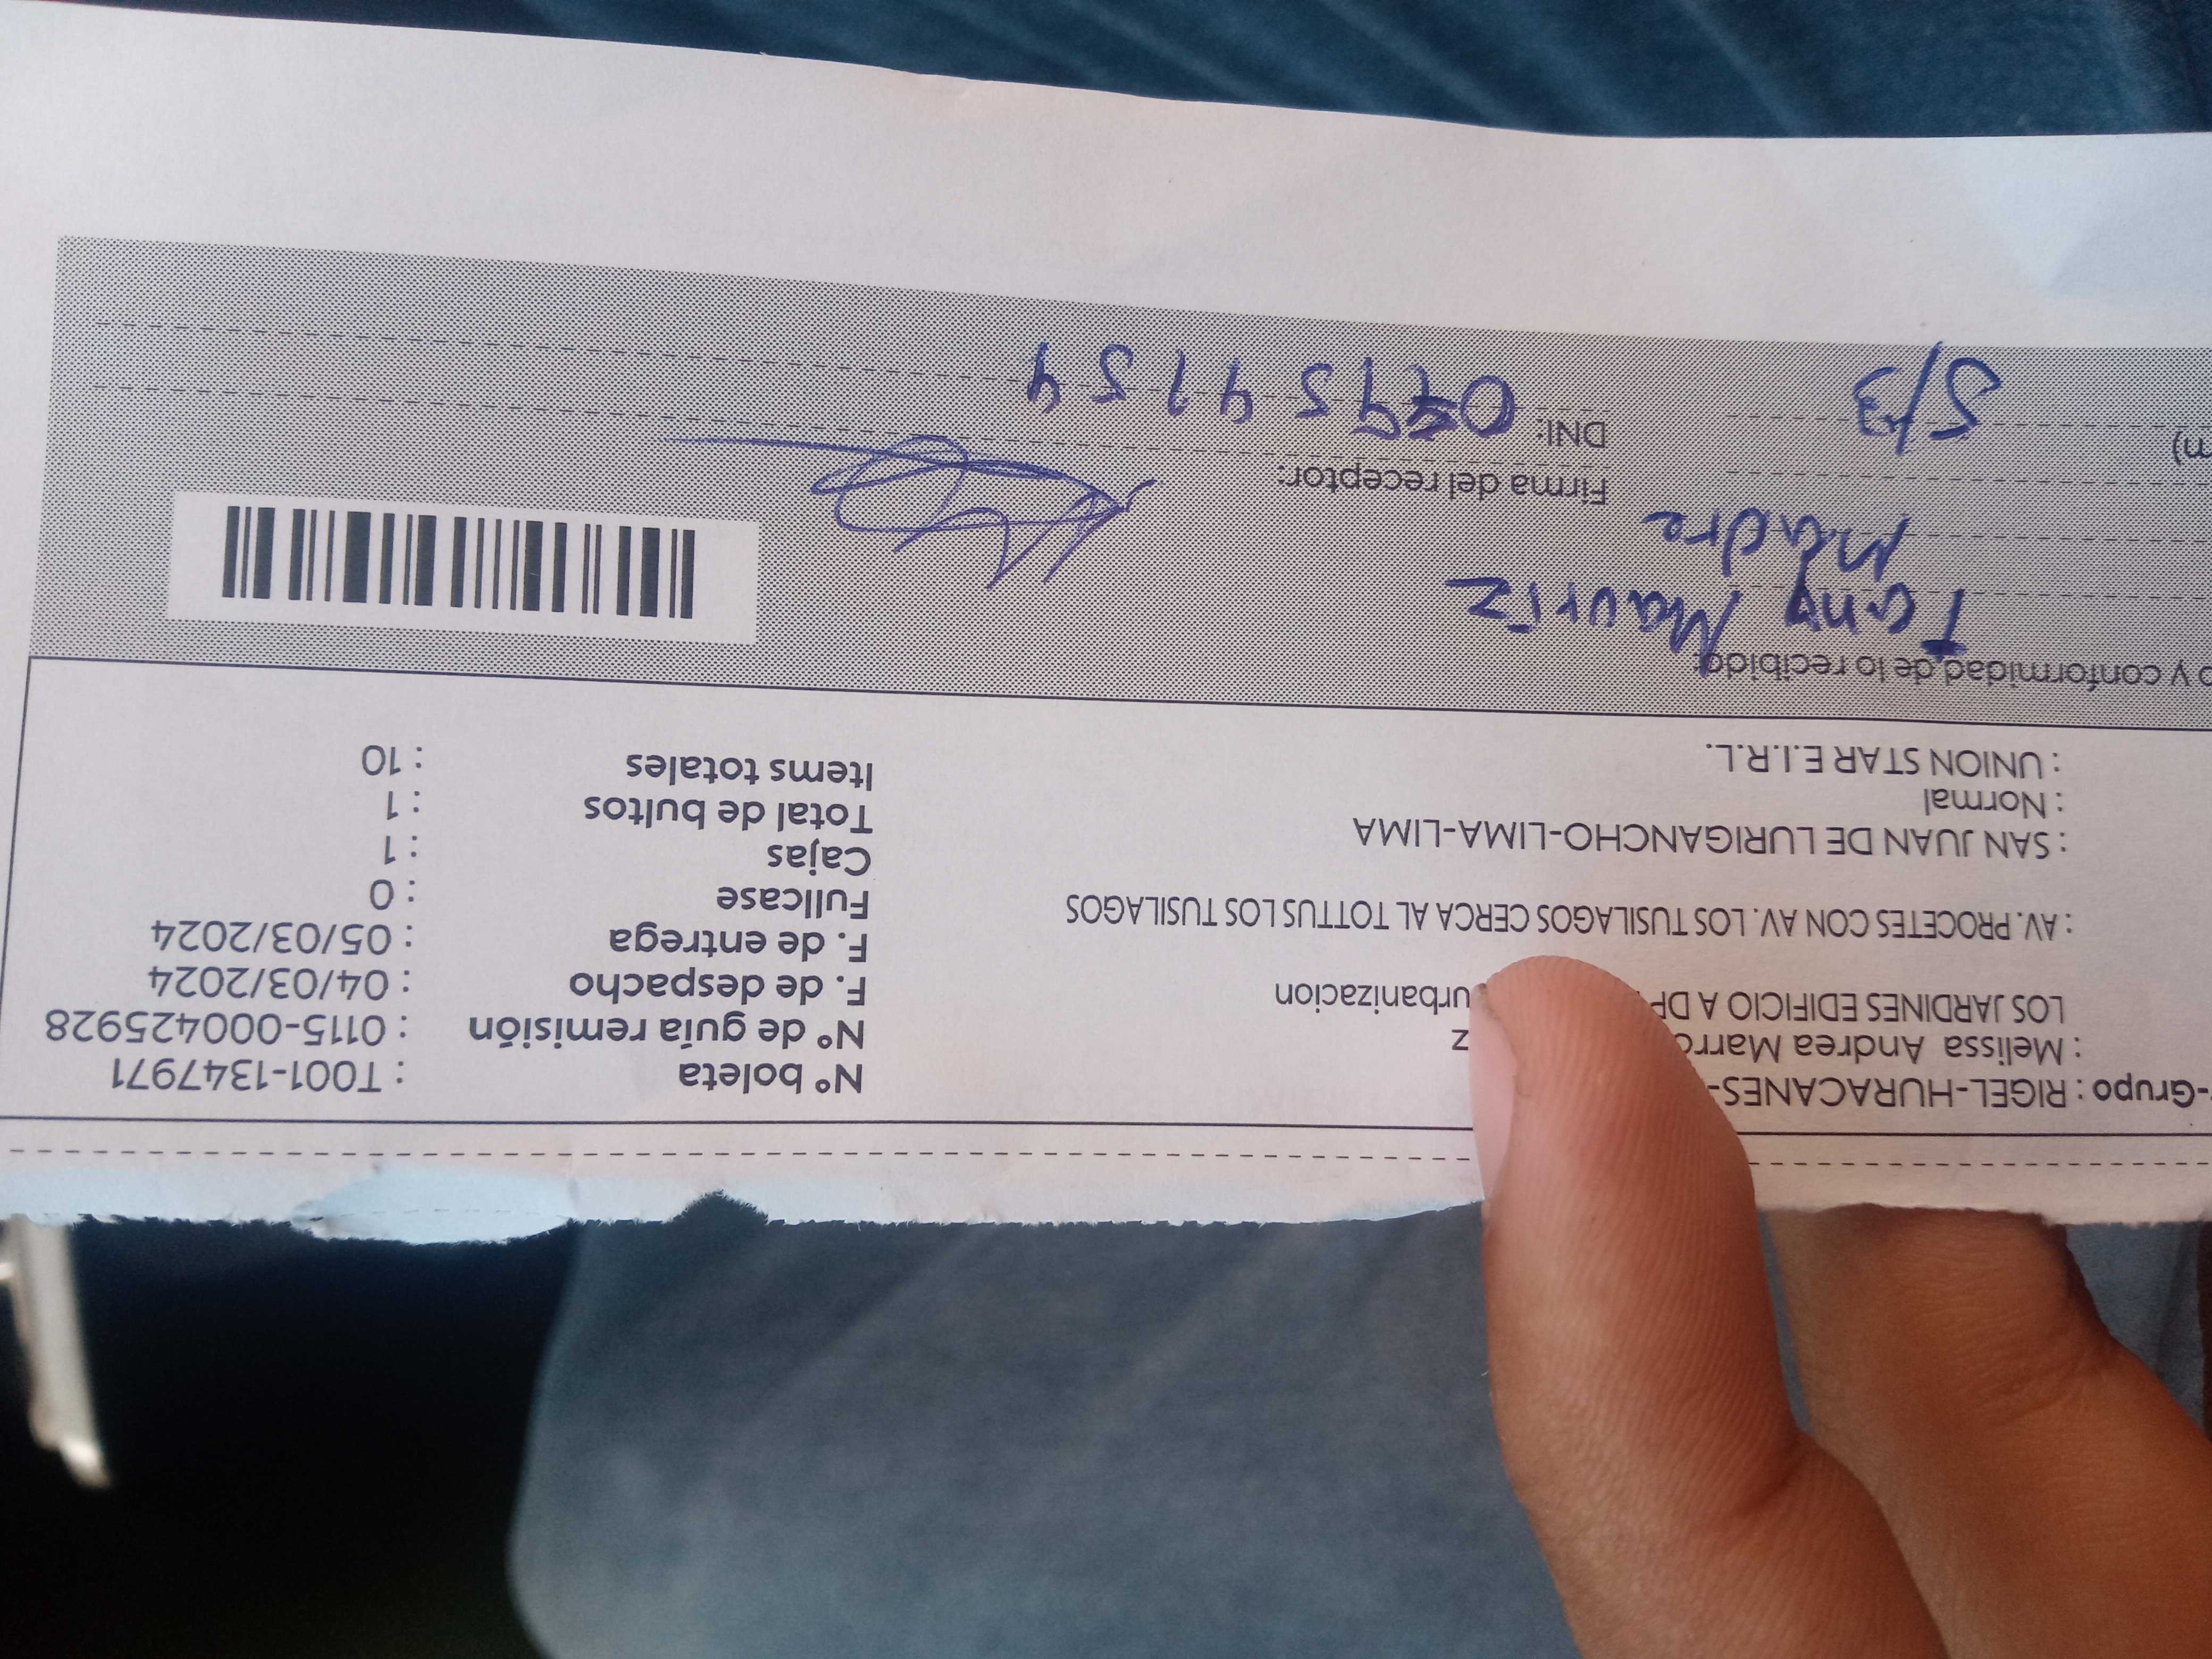 -Grupo : RIGEL-HURACANES-
Nº boleta : T001-1347971
: Melissa Andrea Marro z
Nº de guía remisión : 0115-000425928
LOS JARDINES EDIFICIO A DP urbanizacion
F. de despacho : 04/03/2024
F. de entrega : 05/03/2024
: AV. PROCETES CON AV. LOS TUSILAGOS CERCA AL TOTTUS LOS TUSILAGOS
Fullcase : 0
Cajas : 1
: SAN JUAN DE LURIGANCHO-LIMA-LIMA
: Normal
Total de bultos : 1
: UNION STAR E.I.R.L.
Items totales : 10
o y conformidad de lo recibido:
Fany Mauriz
Madre
Firma del receptor:
m)
5/3
DNI: